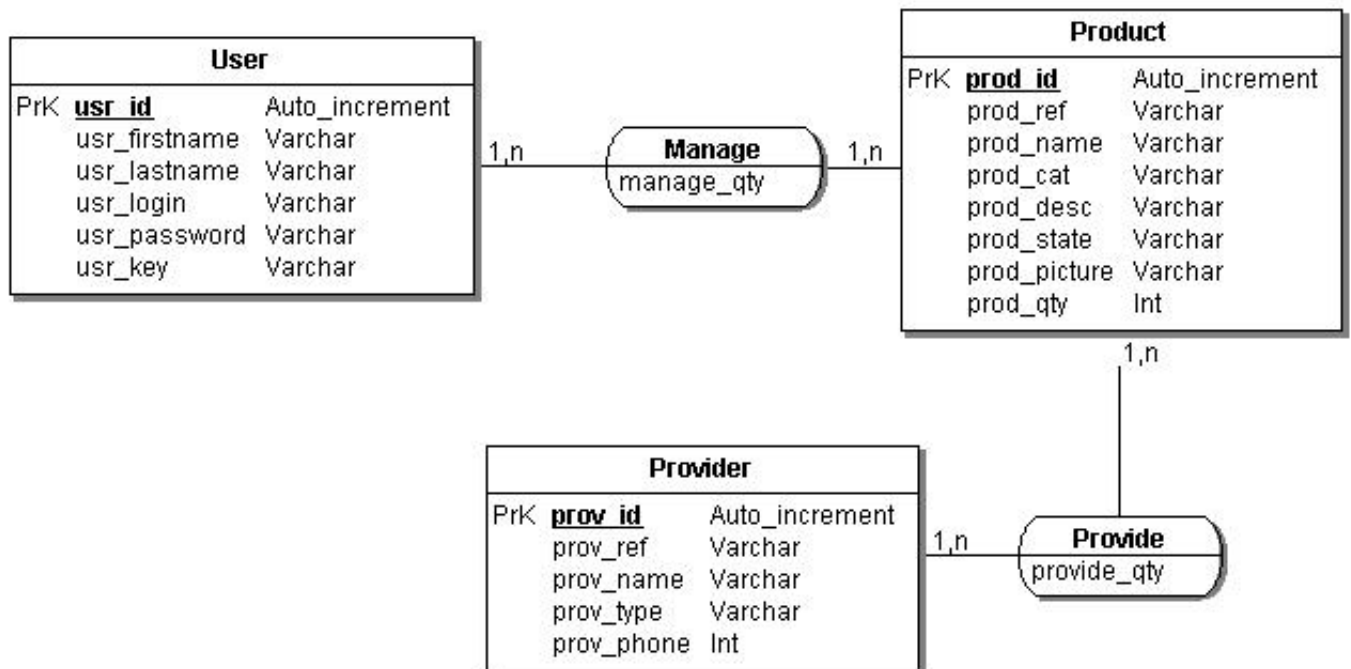 User
PrK usr_id Auto_increment
usr_firstname Varchar
usr_lastname Varchar
usr_login Varchar
usr_password Varchar
usr_key Varchar
1,n
Manage
manage_qty
1,n
Product
PrK prod_id Auto_increment
prod_ref Varchar
prod_name Varchar
prod_cat Varchar
prod_desc Varchar
prod_state Varchar
prod_picture Varchar
prod_qty Int
1,n
Provider
PrK prov_id Auto_increment
prov_ref Varchar
prov_name Varchar
prov_type Varchar
prov_phone Int
1,n
Provide
provide_qty